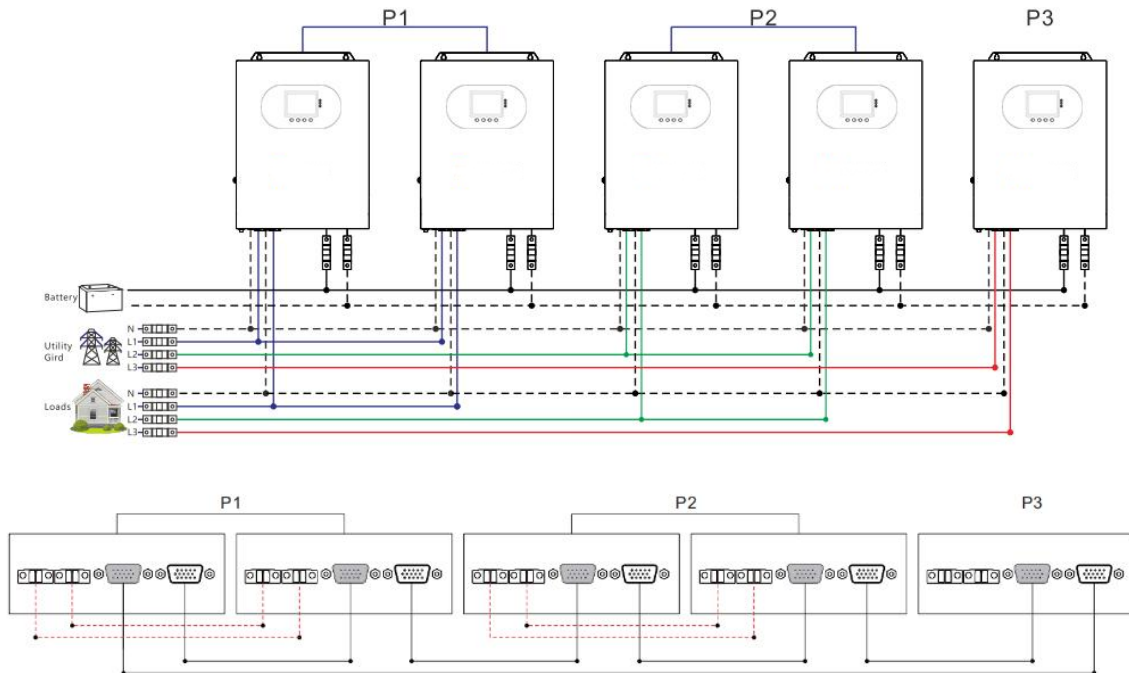 P1 P2 P3
Battery
N
L1
Utility
Gird
L2
L3
N
L1
Loads
L2
L3
P1 P2 P3